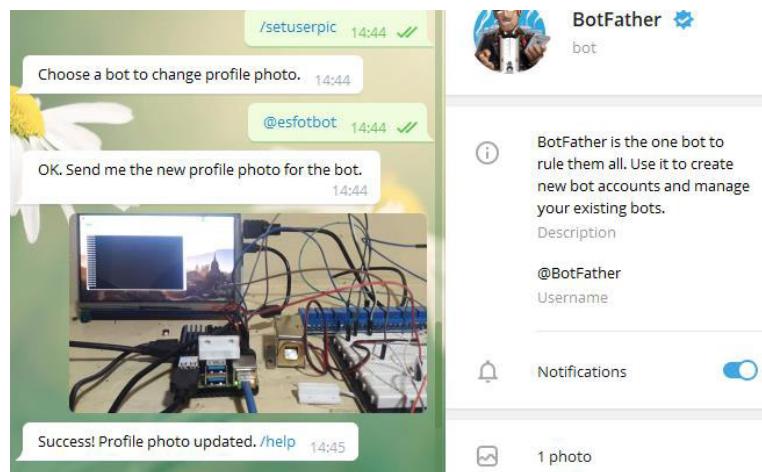 /setuserpic 14:44
Choose a bot to change profile photo. 14:44
@esfotbot 14:44
OK. Send me the new profile photo for the bot.
14:44
Success! Profile photo updated. /help 14:45
BotFather
bot
BotFather is the one bot to
rule them all. Use it to create
new bot accounts and manage
your existing bots.
Description
@BotFather
Username
Notifications
1 photo